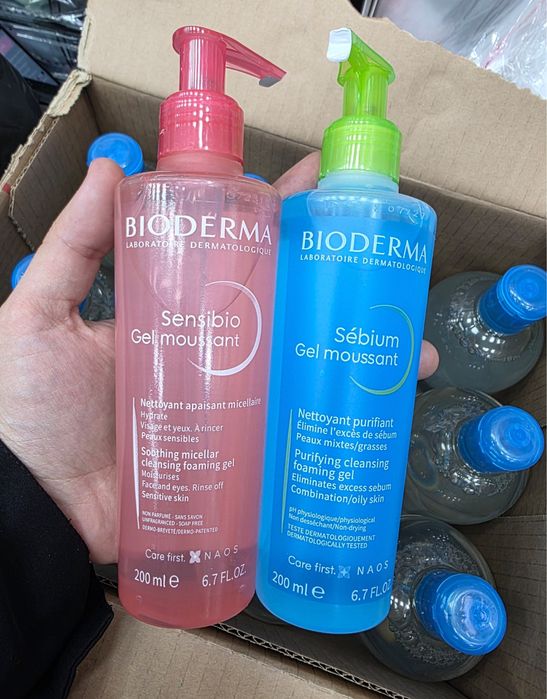 BIODERMA
LABORATOIRE DERMATOLOGIQUE
Sensibio
Gel moussant
Nettoyant apaisant micellaire
Hydrate
Visage et yeux. À rincer
Peaux sensibles
Soothing micellar
cleansing foaming gel
Moisturises
Face and eyes. Rinse off
Sensitive skin
NON PARFUMÉ - SANS SAVON
UNFRAGRANCED - SOAP FREE
DERMO-BREVETÉ/DERMO-PATENTED
Care first. NAOS
200 ml e 6.7 FL.OZ.
BIODERMA
LABORATOIRE DERMATOLOGIQUE
Sébium
Gel moussant
Nettoyant purifiant
Élimine l'excès de sébum
Peaux mixtes/grasses
Purifying cleansing
foaming gel
Eliminates excess sebum
Combination/oily skin
pH physiologique/physiological
Non desséchant/Non-drying
TESTÉ DERMATOLOGIQUEMENT
DERMATOLOGICALLY TESTED
Care first. NAOS
200 ml e 6.7 FL.OZ.